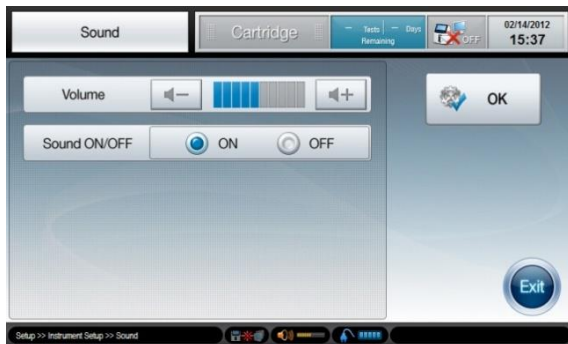 Sound
Cartridge
– Tests – Days
Remaining
OFF
02/14/2012
15:37
Volume
OK
Sound ON/OFF
ON
OFF
Exit
Setup >> Instrument Setup >> Sound